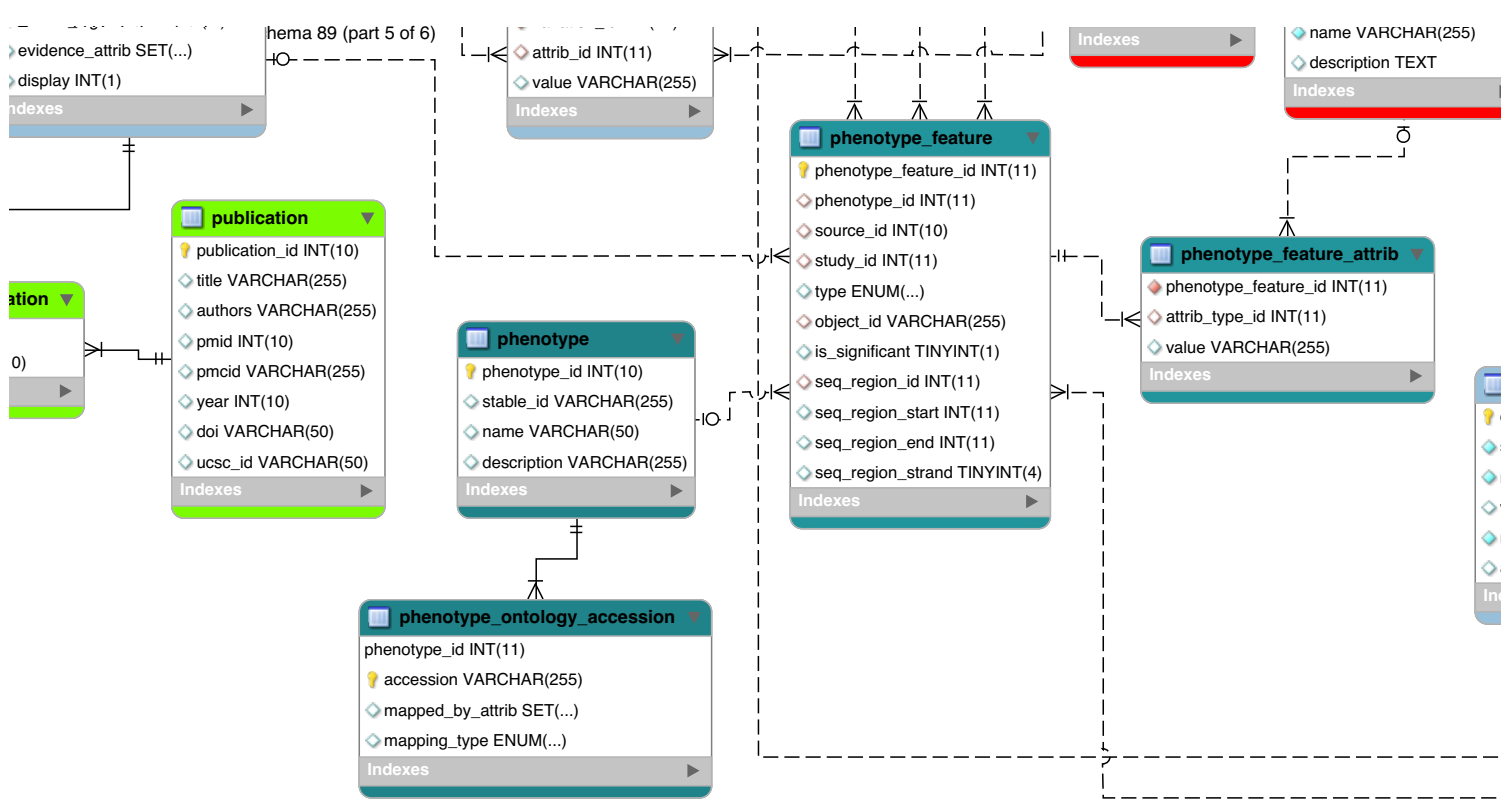 hema 89 (part 5 of 6)
evidence_attrib SET(...)
display INT(1)
ndexes
attrib_id INT(11)
value VARCHAR(255)
Indexes
Indexes
name VARCHAR(255)
description TEXT
Indexes
publication
publication_id INT(10)
title VARCHAR(255)
authors VARCHAR(255)
pmid INT(10)
pmcid VARCHAR(255)
year INT(10)
doi VARCHAR(50)
ucsc_id VARCHAR(50)
Indexes
ation
0)
phenotype
phenotype_id INT(10)
stable_id VARCHAR(255)
name VARCHAR(50)
description VARCHAR(255)
Indexes
phenotype_feature
phenotype_feature_id INT(11)
phenotype_id INT(11)
source_id INT(10)
study_id INT(11)
type ENUM(...)
object_id VARCHAR(255)
is_significant TINYINT(1)
seq_region_id INT(11)
seq_region_start INT(11)
seq_region_end INT(11)
seq_region_strand TINYINT(4)
Indexes
phenotype_feature_attrib
phenotype_feature_id INT(11)
attrib_type_id INT(11)
value VARCHAR(255)
Indexes
phenotype_ontology_accession
phenotype_id INT(11)
accession VARCHAR(255)
mapped_by_attrib SET(...)
mapping_type ENUM(...)
Indexes